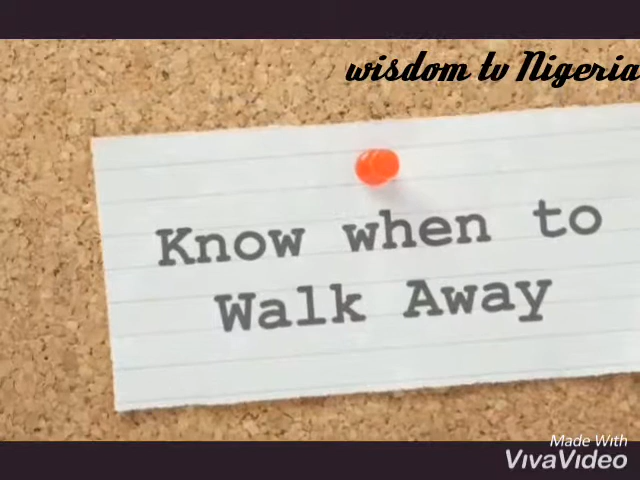 wisdom tv Nigeria
Know when to
Walk Away
Made With
VivaVideo